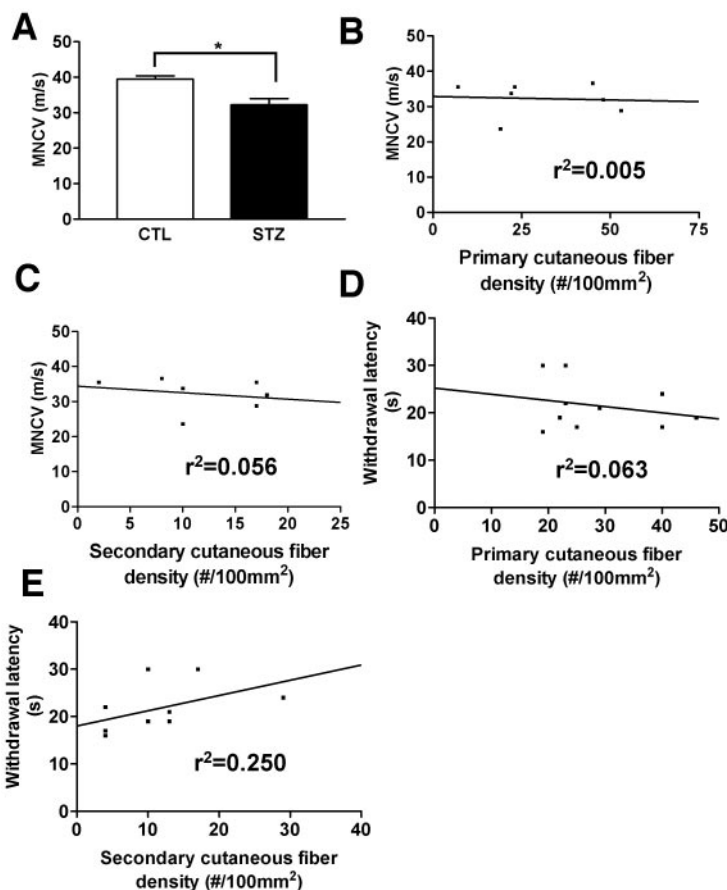 A
*
MNCV (m/s)
50
40
30
20
10
0
CTL
STZ
B
MNCV (m/s)
50
40
30
20
10
0
r²=0.005
0
25
50
75
Primary cutaneous fiber
density (#/100mm²)
C
MNCV (m/s)
50
40
30
20
10
0
r²=0.056
0
5
10
15
20
25
Secondary cutaneous fiber
density (#/100mm²)
D
Withdrawal latency
(s)
40
30
20
10
0
r²=0.063
0
10
20
30
40
50
Primary cutaneous fiber
density (#/100mm²)
E
Withdrawal latency
(s)
40
30
20
10
0
r²=0.250
0
10
20
30
40
Secondary cutaneous fiber
density (#/100mm²)